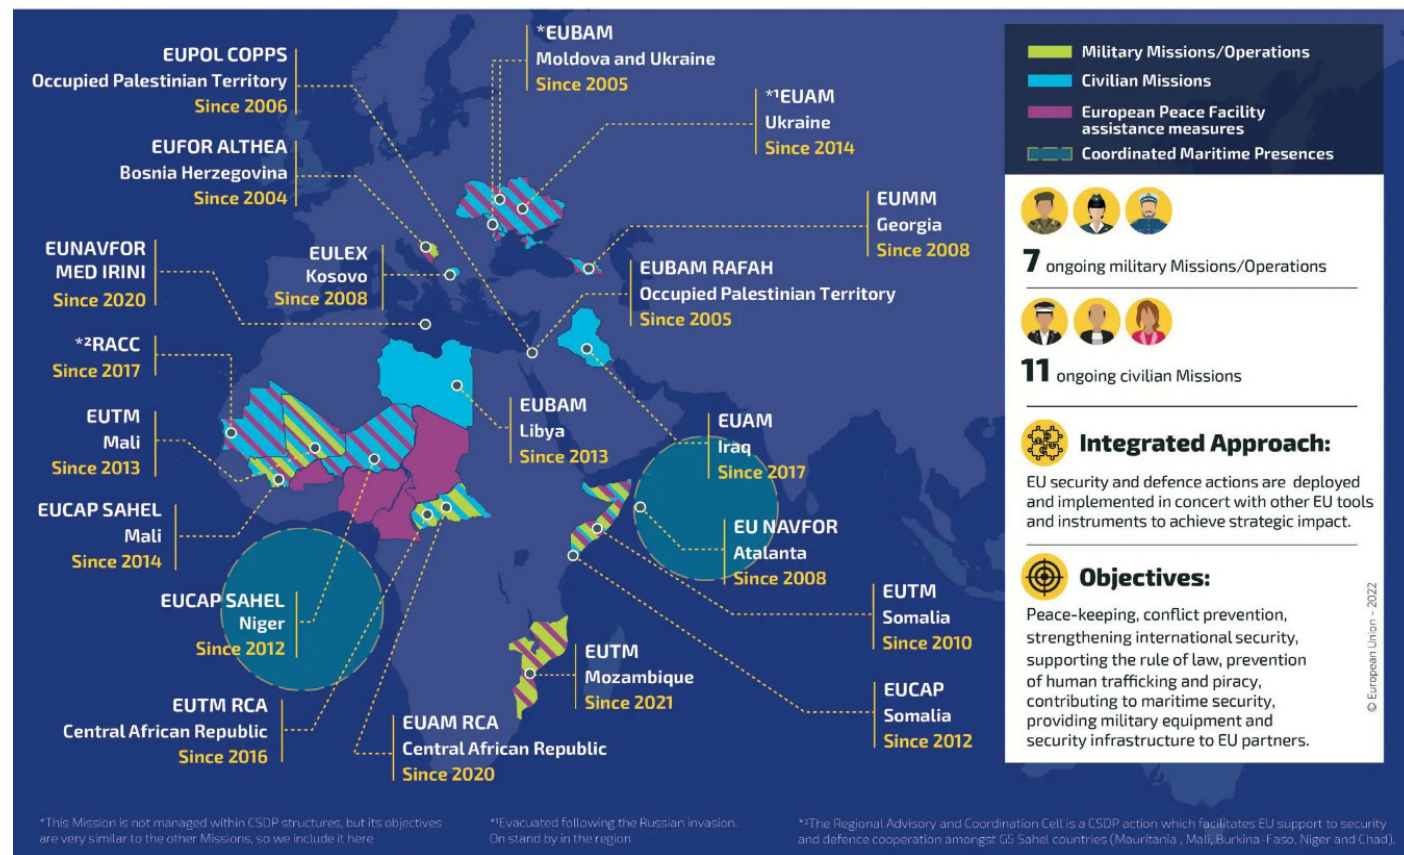 EUPOL COPPS
Occupied Palestinian Territory
Since 2006
EUFOR ALTHEA
Bosnia Herzegovina
Since 2004
EUNAVFOR
MED IRINI
Since 2020
EULEX
Kosovo
Since 2008
*²RACC
Since 2017
EUTM
Mali
Since 2013
EUCAP SAHEL
Mali
Since 2014
EUCAP SAHEL
Niger
Since 2012
EUTM RCA
Central African Republic
Since 2016
EUAM RCA
Central African Republic
Since 2020
*EUBAM
Moldova and Ukraine
Since 2005
*¹EUAM
Ukraine
Since 2014
EUMM
Georgia
Since 2008
EUBAM RAFAH
Occupied Palestinian Territory
Since 2005
EUBAM
Libya
Since 2013
EUAM
Iraq
Since 2017
EU NAVFOR
Atalanta
Since 2008
EUTM
Somalia
Since 2010
EUTM
Mozambique
Since 2021
EUCAP
Somalia
Since 2012
Military Missions/Operations
Civilian Missions
European Peace Facility
assistance measures
Coordinated Maritime Presences
7 ongoing military Missions/Operations
11 ongoing civilian Missions
Integrated Approach:
EU security and defence actions are deployed
and implemented in concert with other EU tools
and instruments to achieve strategic impact.
Objectives:
Peace-keeping, conflict prevention,
strengthening international security,
supporting the rule of law, prevention
of human trafficking and piracy,
contributing to maritime security,
providing military equipment and
security infrastructure to EU partners.
© European Union - 2022
*This Mission is not managed within CSDP structures, but its objectives
are very similar to the other Missions, so we include it here
*¹Evacuated following the Russian invasion.
On stand by in the region
*²The Regional Advisory and Coordination Cell is a CSDP action which facilitates EU support to security
and defence cooperation amongst G5 Sahel countries (Mauritania , Mali, Burkina-Faso, Niger and Chad).